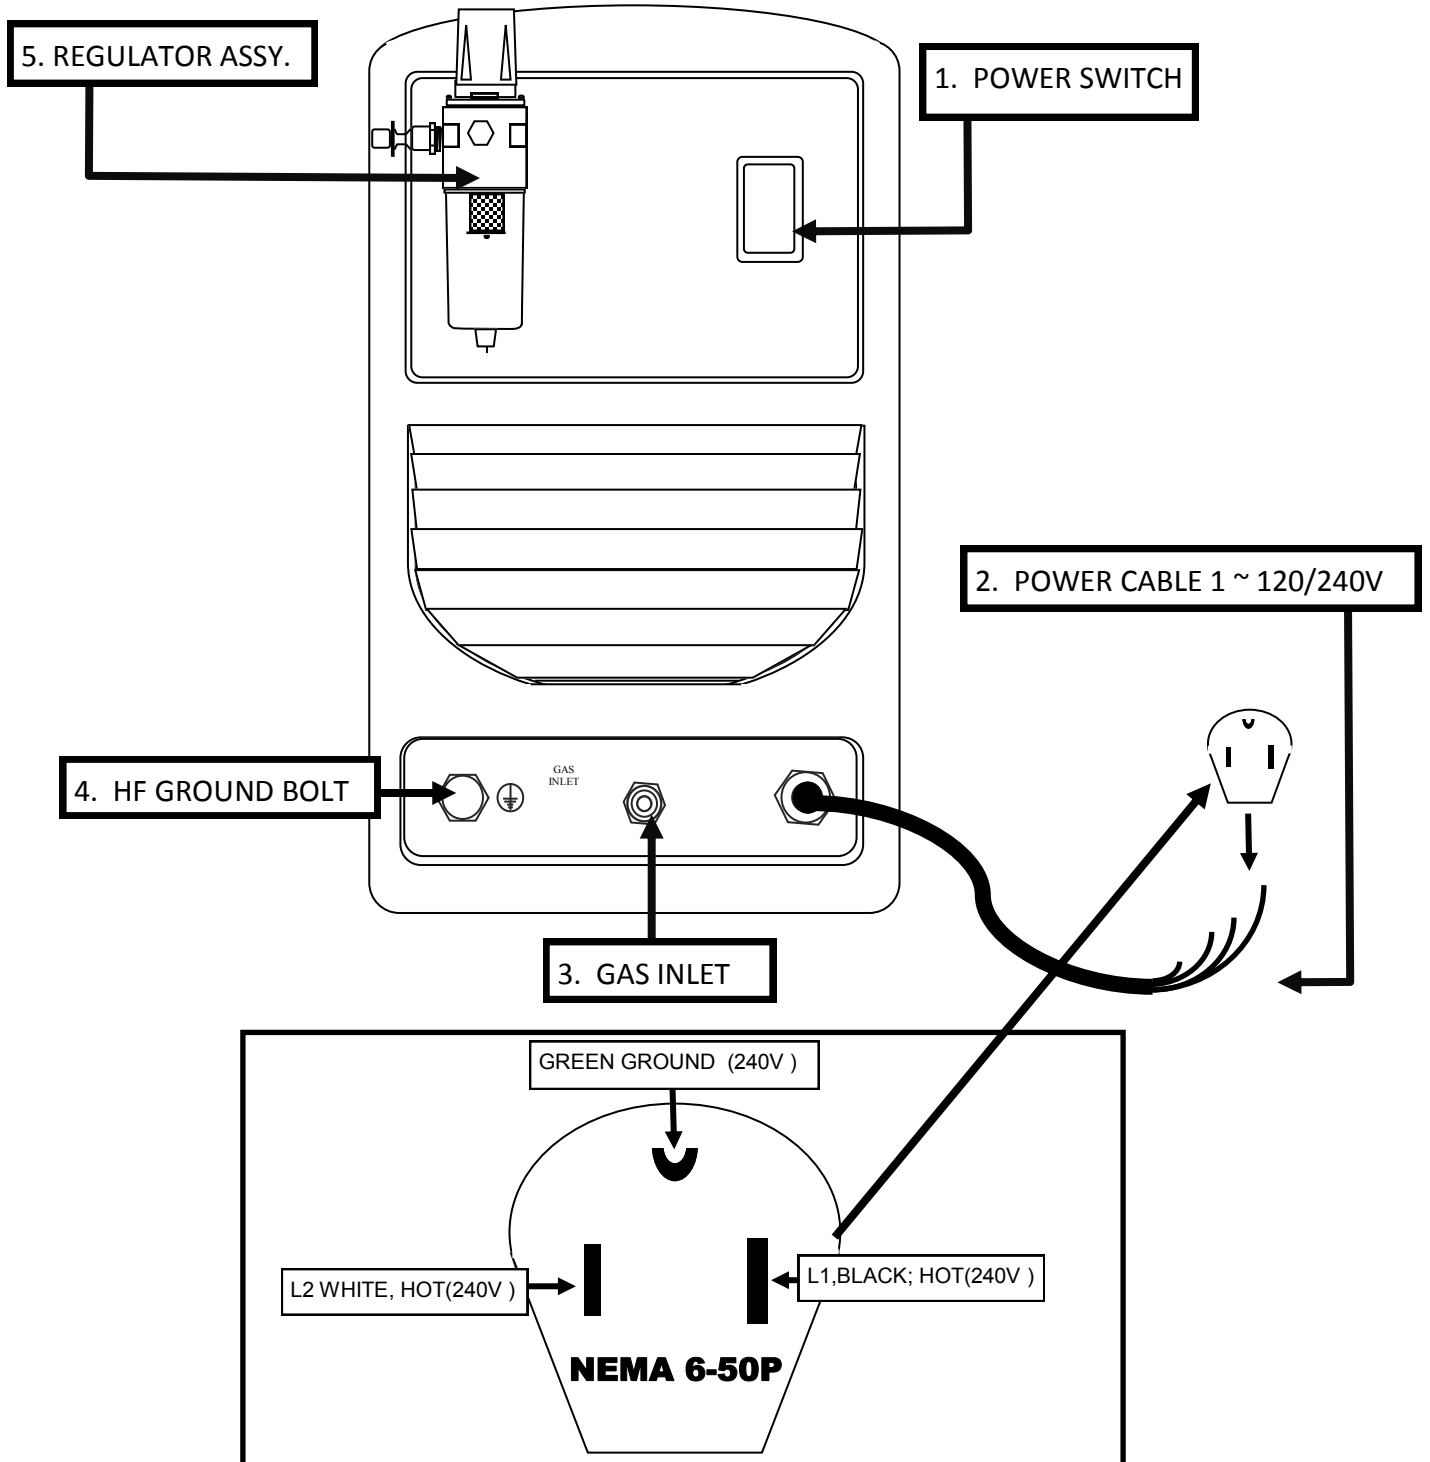 5. REGULATOR ASSY.
1.  POWER SWITCH
2.  POWER CABLE 1 ~ 120/240V
4.  HF GROUND BOLT
GAS
INLET
3.  GAS INLET
GREEN GROUND  (240V )
L2 WHITE, HOT(240V )
L1,BLACK; HOT(240V )
NEMA 6-50P